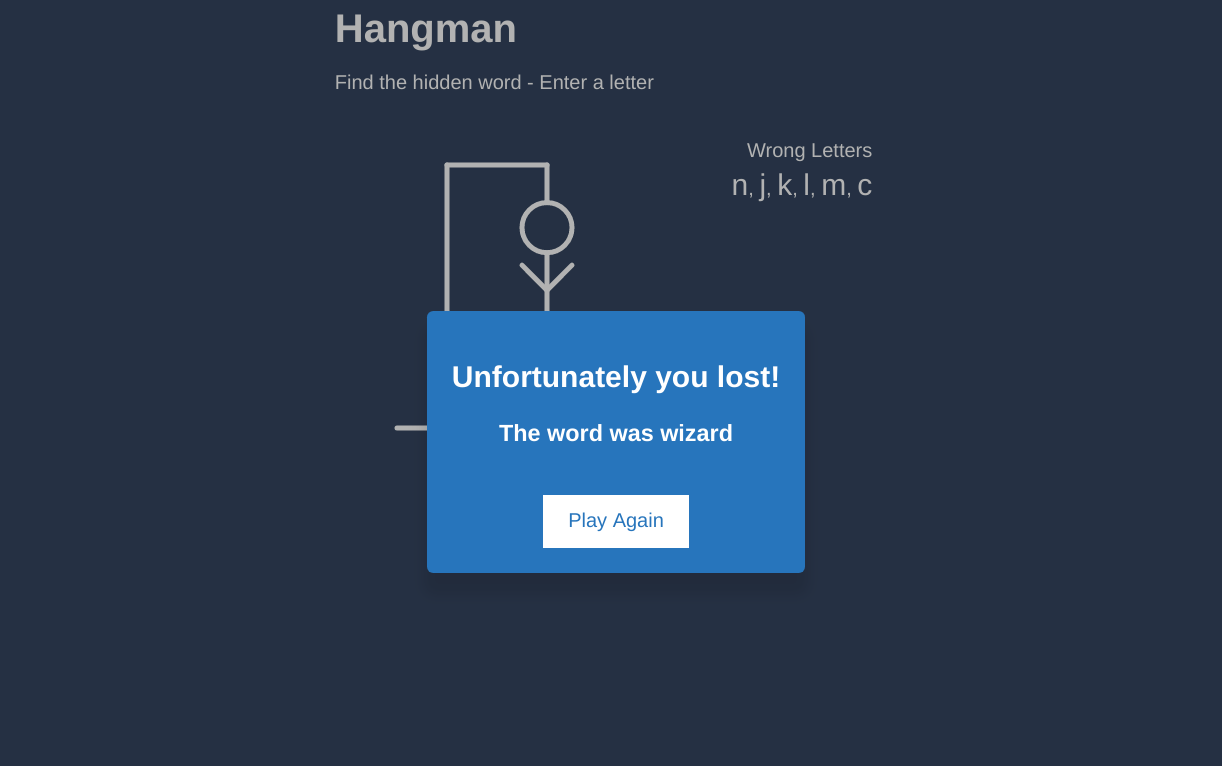 Hangman
Find the hidden word - Enter a letter
Wrong Letters
n, j, k, l, m, c
Unfortunately you lost!
The word was wizard
Play Again